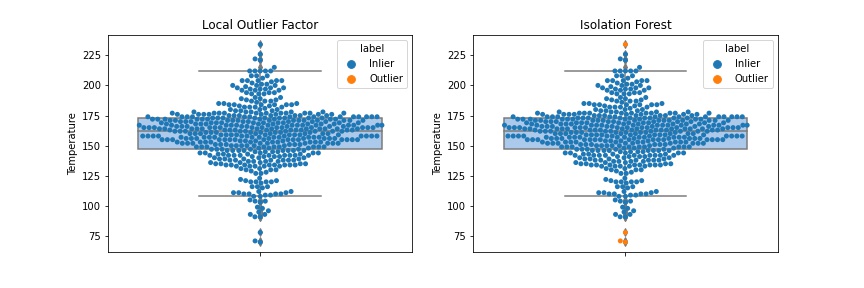 Local Outlier Factor
Temperature
225
200
175
150
125
100
75
label
Inlier
Outlier
Isolation Forest
Temperature
225
200
175
150
125
100
75
label
Inlier
Outlier